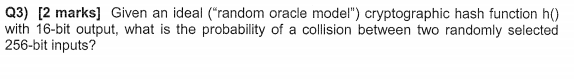 Q3) [2 marks] Given an ideal (“random oracle model”) cryptographic hash function h()
with 16-bit output, what is the probability of a collision between two randomly selected
256-bit inputs?